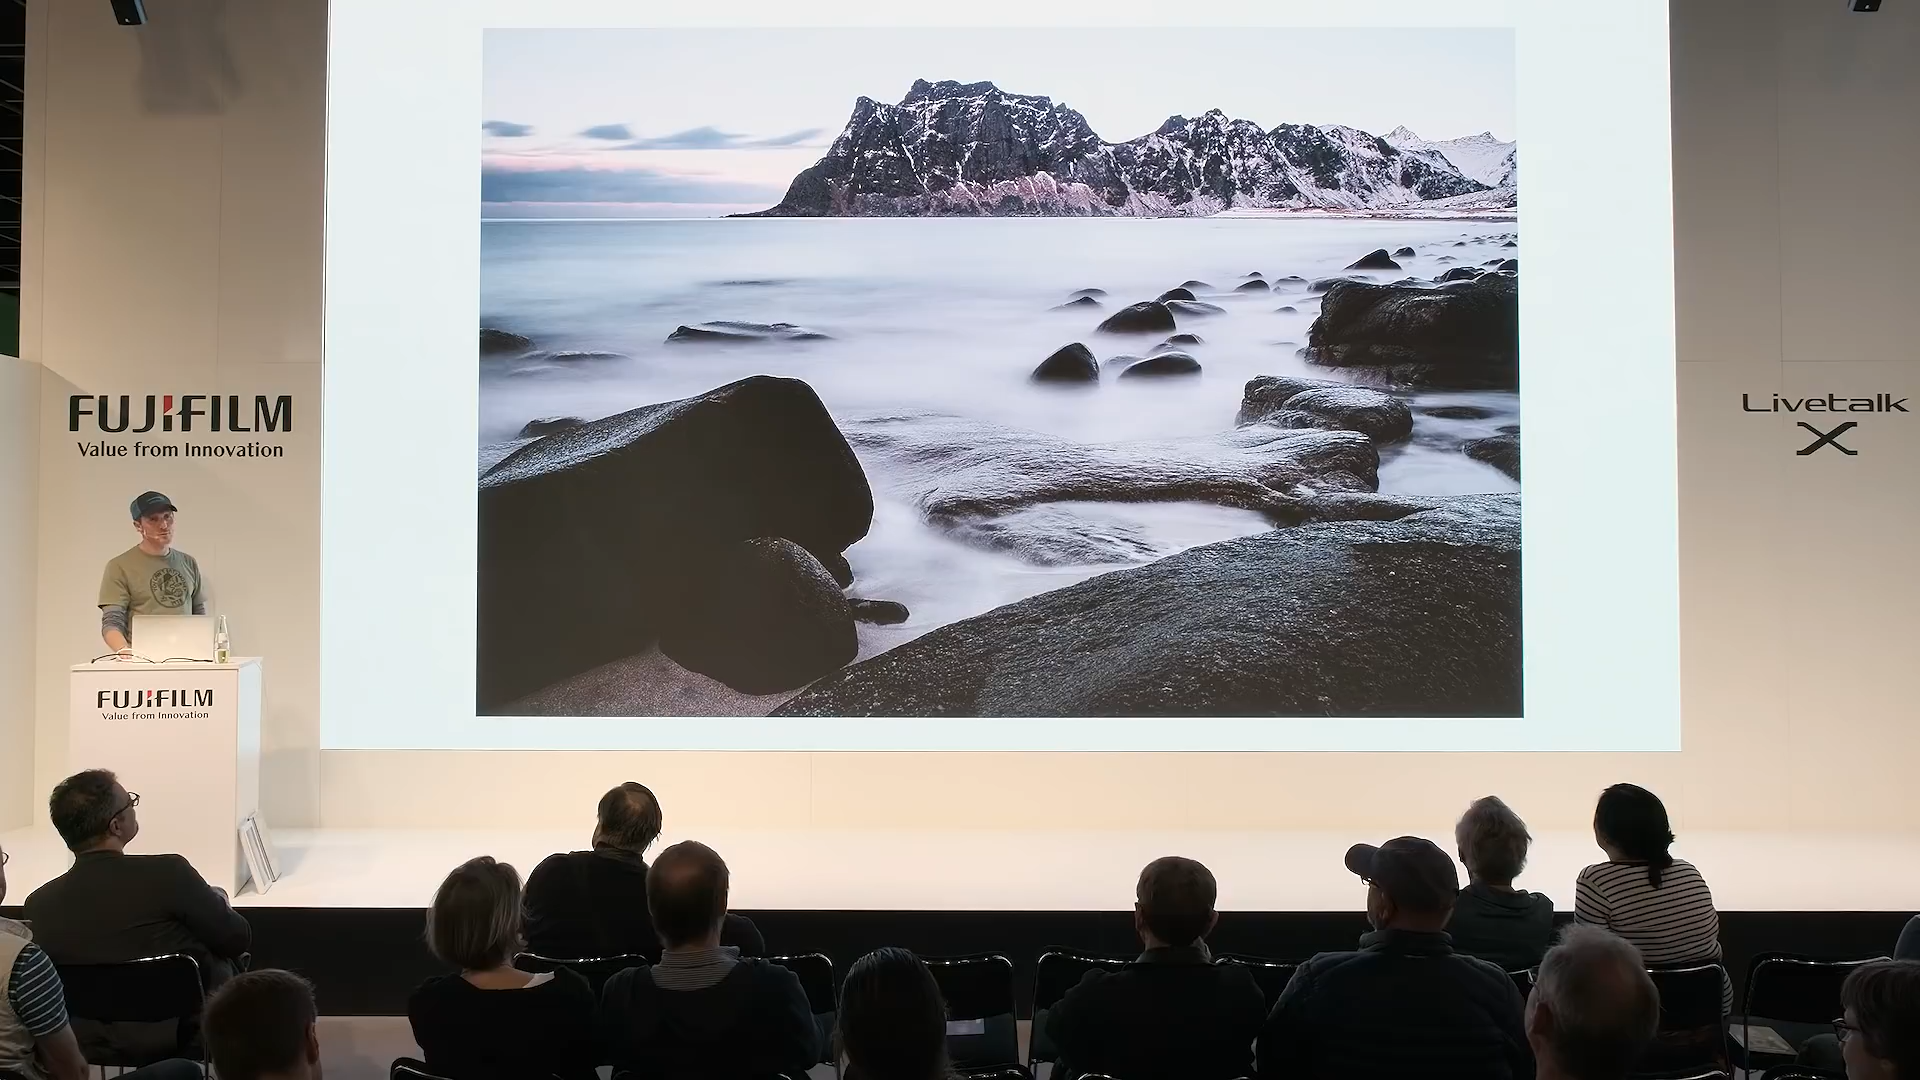 FUJIFILM
Value from Innovation
Livetalk
X
FUJIFILM
Value from Innovation